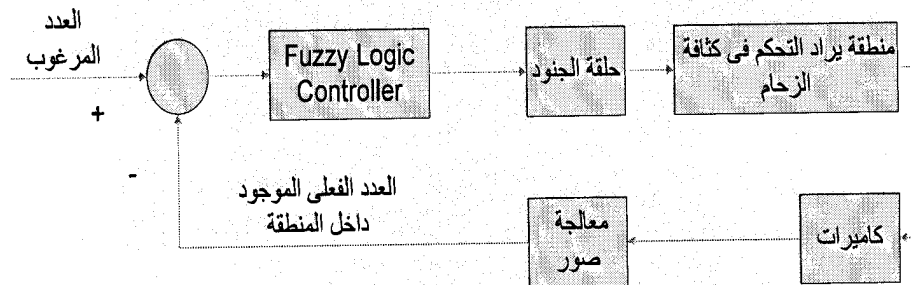 العدد
المرغوب
+
-
Fuzzy Logic
Controller
حلقة الجنود
منطقة يراد التحكم فى كثافة
الزحام
العدد الفعلى الموجود
داخل المنطقة
معالجة
صور
كاميرات